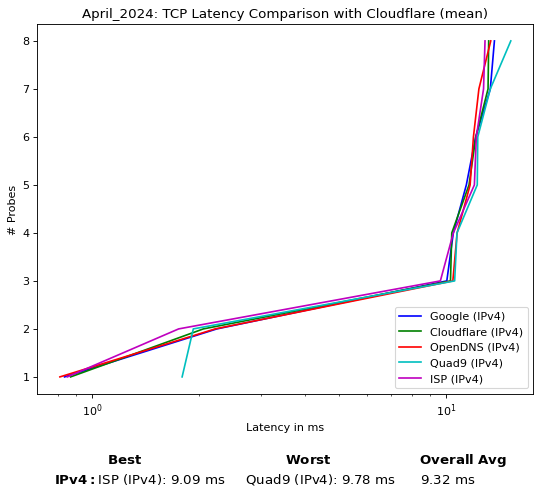 April_2024: TCP Latency Comparison with Cloudflare (mean)
8
7
6
5
4
3
2
1
# Probes
Google (IPv4)
Cloudflare (IPv4)
OpenDNS (IPv4)
Quad9 (IPv4)
ISP (IPv4)
10⁰ 10¹
Latency in ms
Best Worst Overall Avg
IPv4: ISP (IPv4): 9.09 ms Quad9 (IPv4): 9.78 ms 9.32 ms